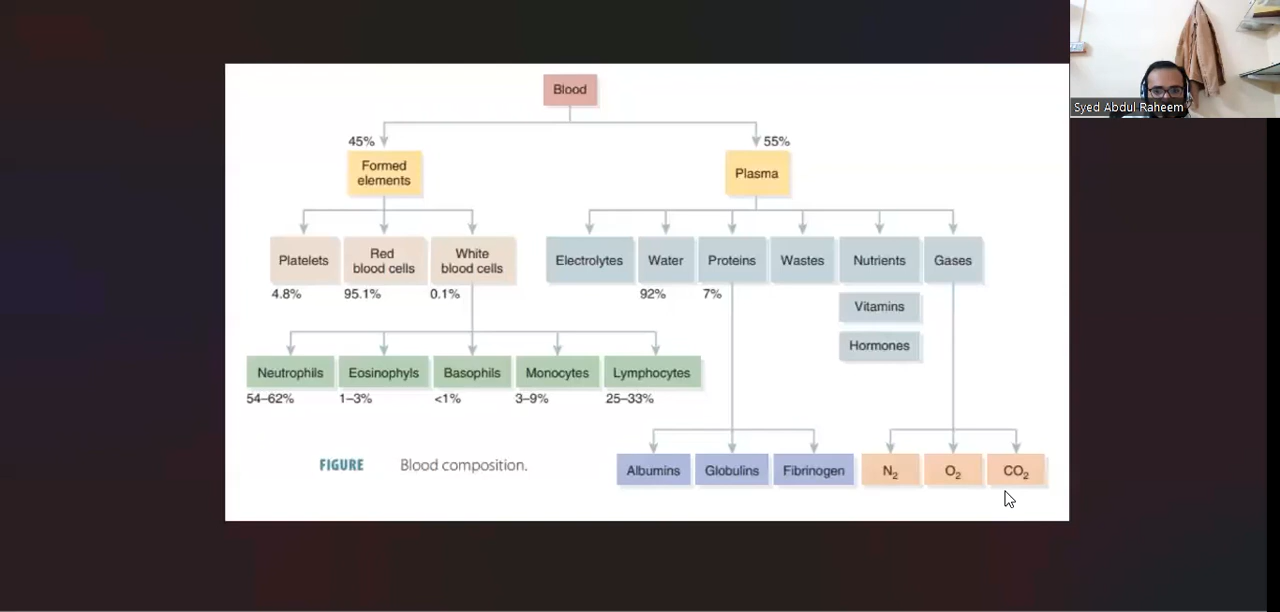 Syed Abdul Raheem
Blood
45%
55%
Formed
elements
Plasma
Platelets
Red
blood cells
White
blood cells
Electrolytes
Water
Proteins
Wastes
Nutrients
Gases
4.8%
95.1%
0.1%
92%
7%
Vitamins
Hormones
Neutrophils
Eosinophyls
Basophils
Monocytes
Lymphocytes
54–62%
1–3%
<1%
3–9%
25–33%
FIGURE Blood composition.
Albumins
Globulins
Fibrinogen
N₂
O₂
CO₂